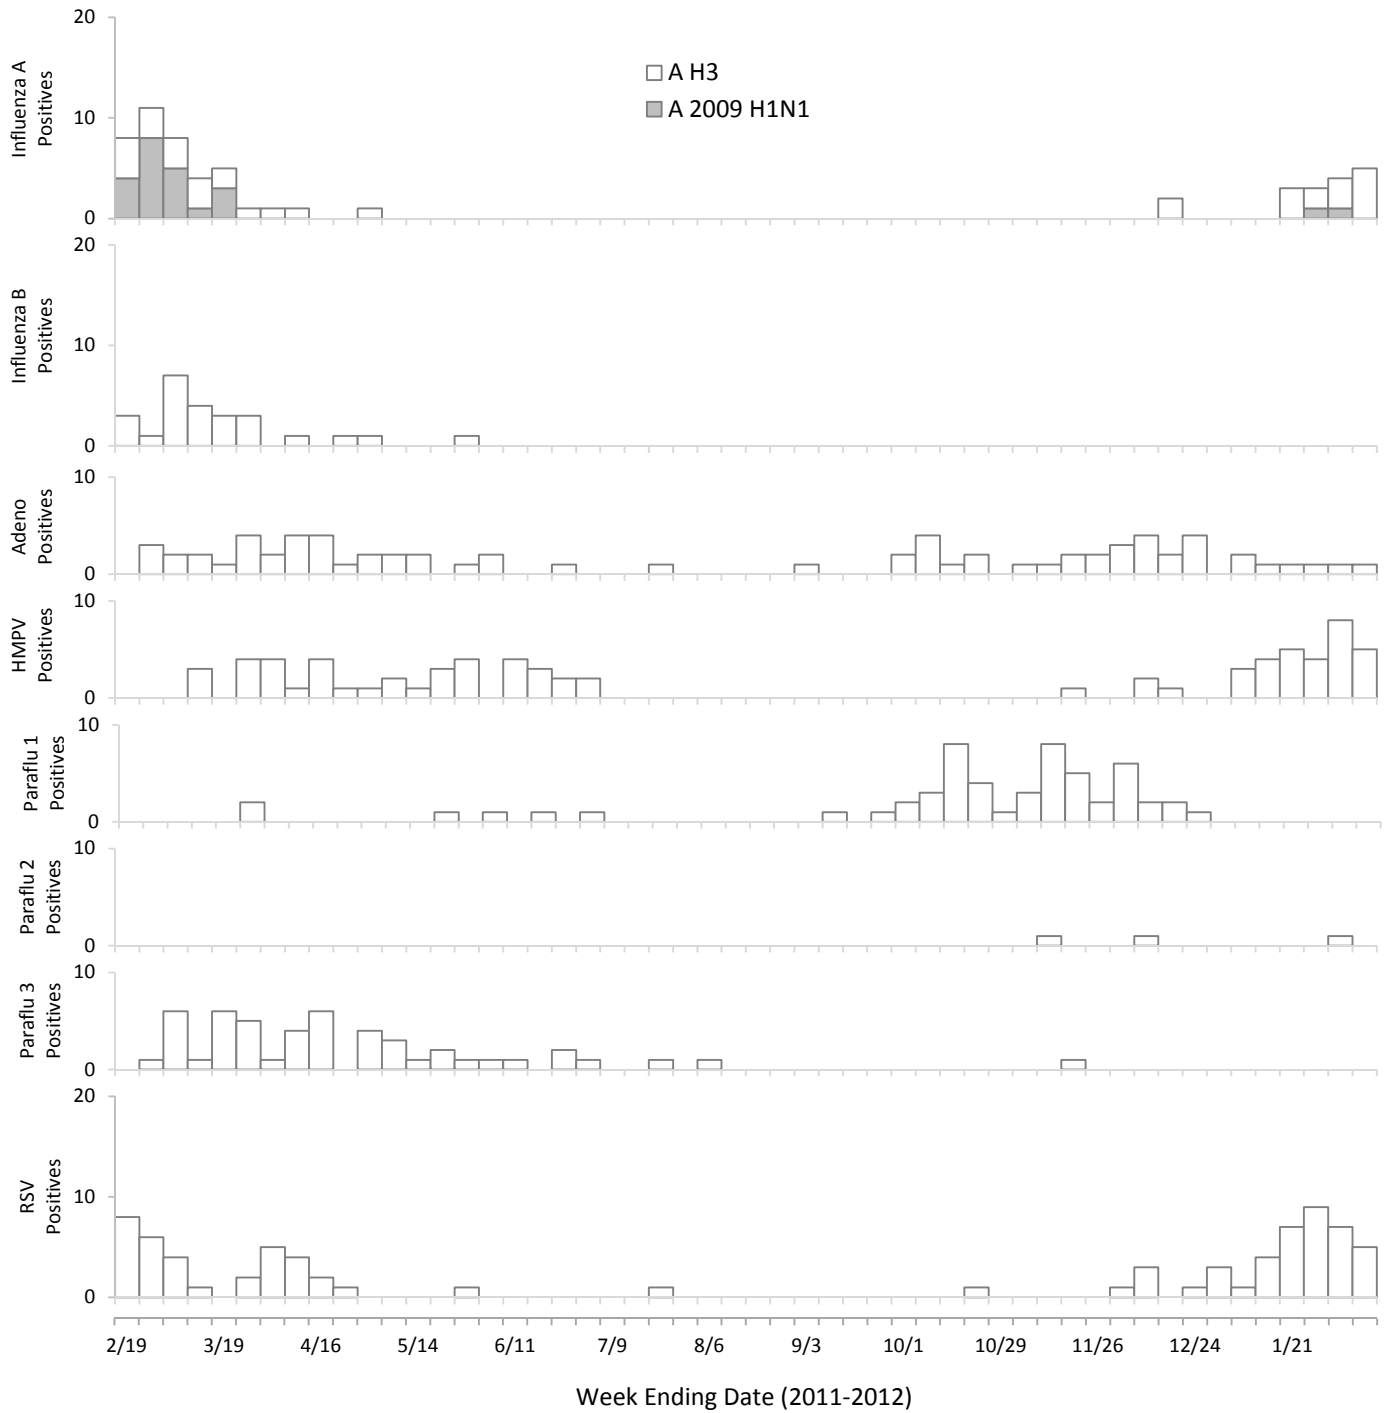 20
10
0
Influenza A
Positives
A H3
A 2009 H1N1
20
10
0
Influenza B
Positives
10
0
Adeno
Positives
10
0
HMPV
Positives
10
0
Paraflu 1
Positives
10
0
Paraflu 2
Positives
10
0
Paraflu 3
Positives
20
10
0
RSV
Positives
2/19 3/19 4/16 5/14 6/11 7/9 8/6 9/3 10/1 10/29 11/26 12/24 1/21
Week Ending Date (2011-2012)